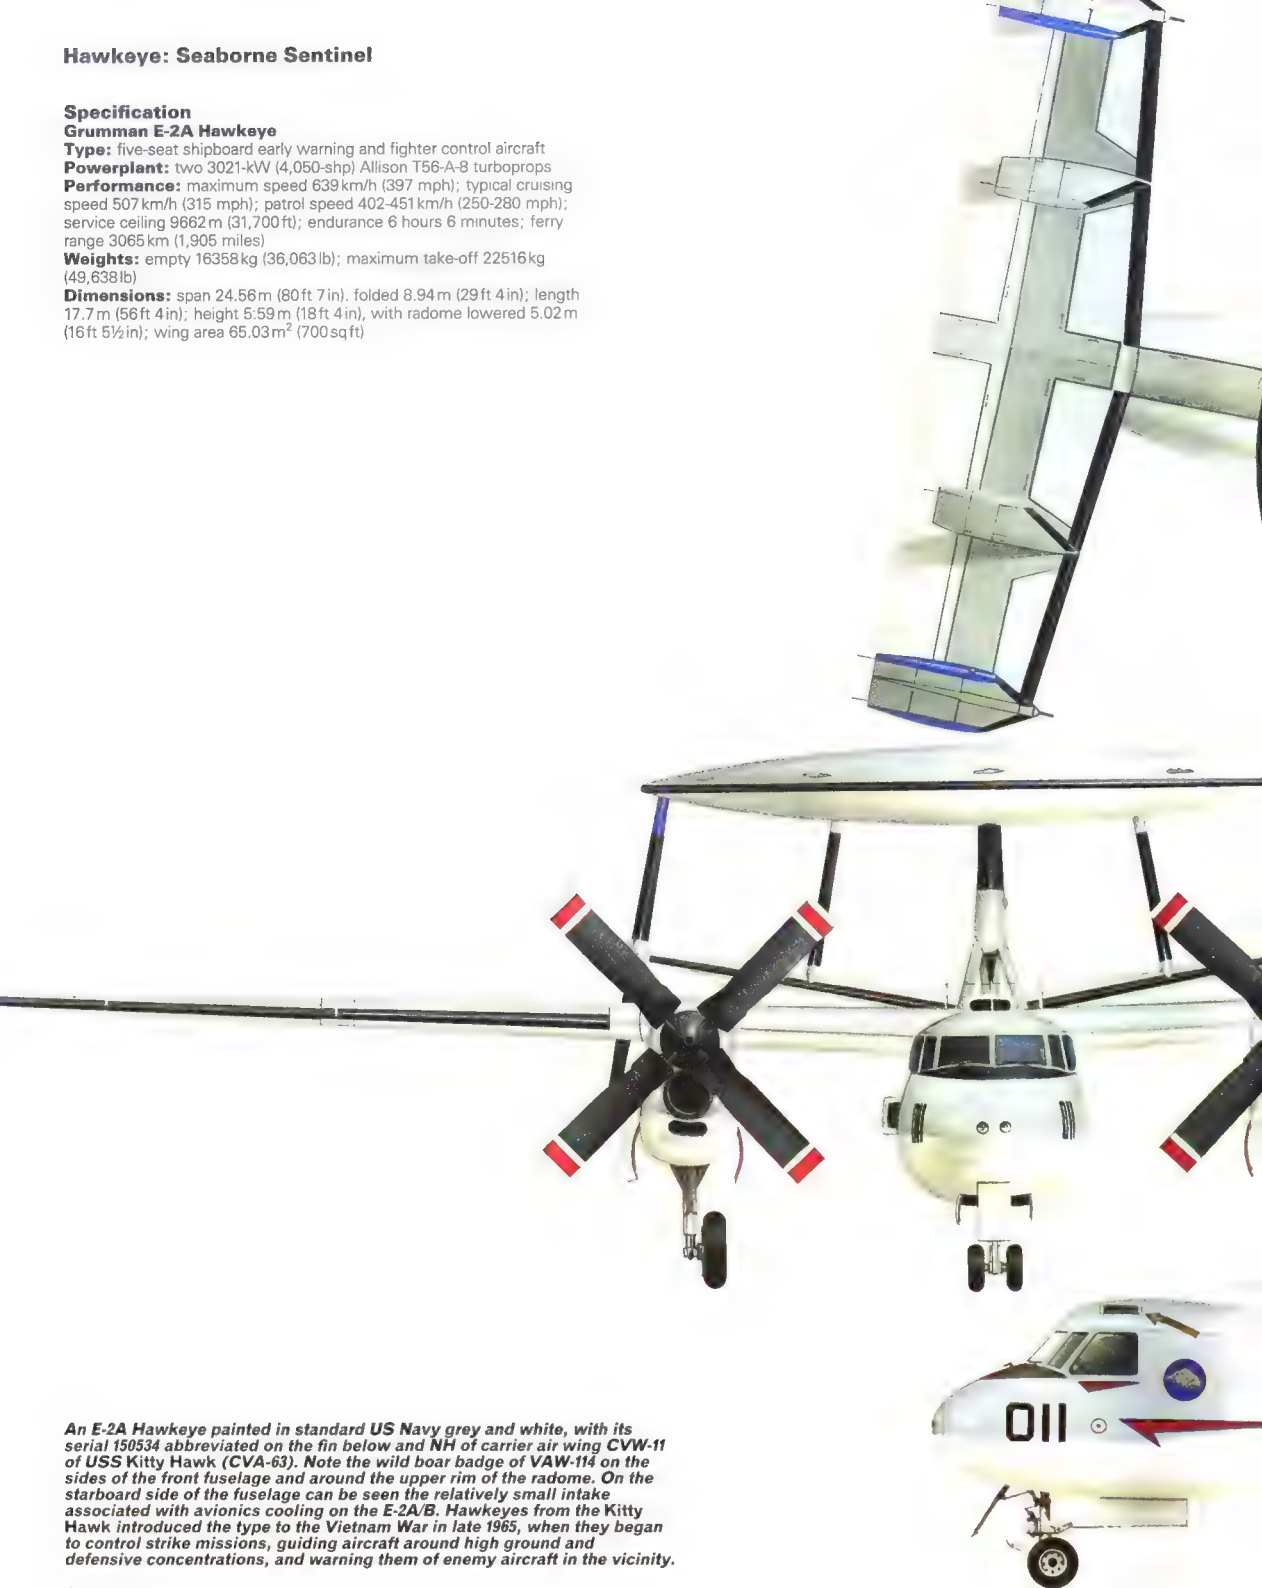 Hawkeye: Seaborne Sentinel
Specification
Grumman E-2A Hawkeye
Type: five-seat shipboard early warning and fighter control aircraft
Powerplant: two 3021-kW (4,050-shp) Allison T56-A-8 turboprops
Performance: maximum speed 639 km/h (397 mph); typical cruising
speed 507 km/h (315 mph); patrol speed 402-451 km/h (250-280 mph);
service ceiling 9662 m (31,700 ft); endurance 6 hours 6 minutes; ferry
range 3065 km (1,905 miles)
Weights: empty 16358 kg (36,063 lb); maximum take-off 22516 kg
(49,638 lb)
Dimensions: span 24.56 m (80 ft 7 in). folded 8.94 m (29 ft 4 in); length
17.7 m (56 ft 4 in); height 5:59 m (18 ft 4 in), with radome lowered 5.02 m
(16 ft 5½ in); wing area 65.03 m² (700 sq ft)
011
An E-2A Hawkeye painted in standard US Navy grey and white, with its
serial 150534 abbreviated on the fin below and NH of carrier air wing CVW-11
of USS Kitty Hawk (CVA-63). Note the wild boar badge of VAW-114 on the
sides of the front fuselage and around the upper rim of the radome. On the
starboard side of the fuselage can be seen the relatively small intake
associated with avionics cooling on the E-2A/B. Hawkeyes from the Kitty
Hawk introduced the type to the Vietnam War in late 1965, when they began
to control strike missions, guiding aircraft around high ground and
defensive concentrations, and warning them of enemy aircraft in the vicinity.